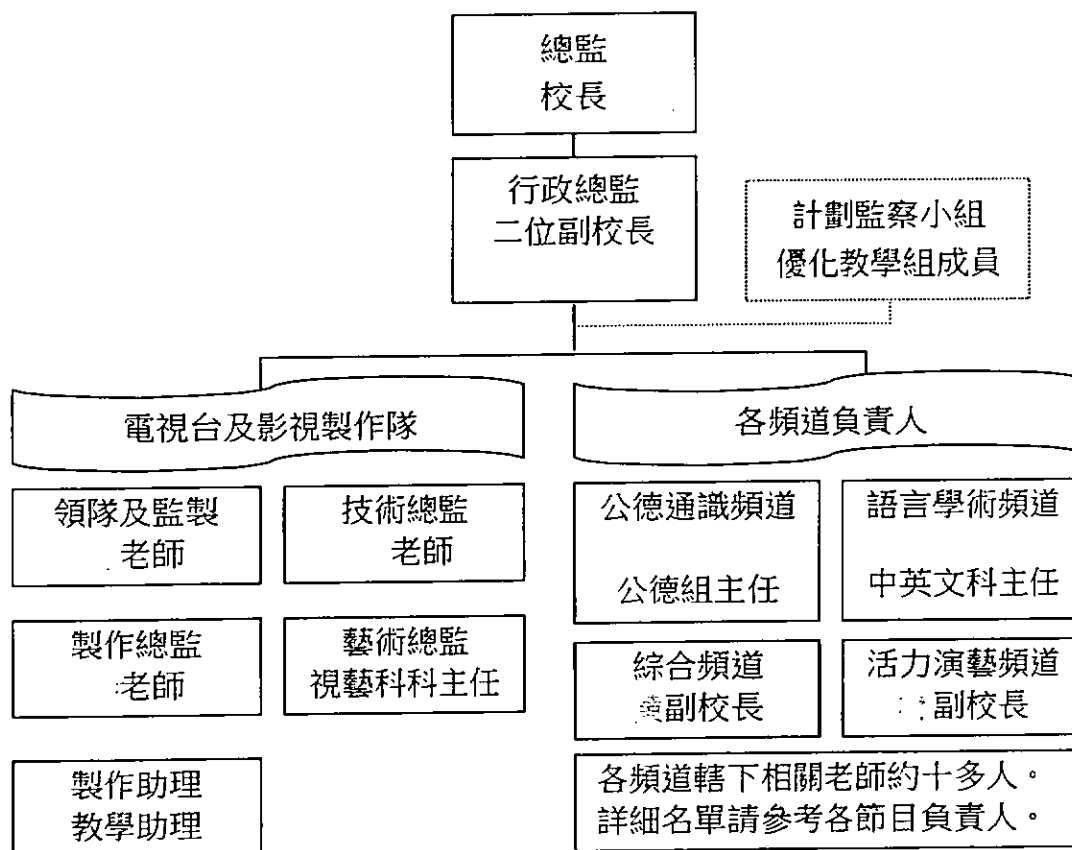 總監
校長
行政總監
二位副校長
計劃監察小組
優化教學組成員
電視台及影視製作隊
各頻道負責人
領隊及監製
老師
技術總監
老師
製作總監
老師
藝術總監
視藝科科主任
製作助理
教學助理
公德通識頻道
公德組主任
語言學術頻道
中英文科主任
綜合頻道
副校長
活力演藝頻道
副校長
各頻道轄下相關老師約十多人。
詳細名單請參考各節目負責人。